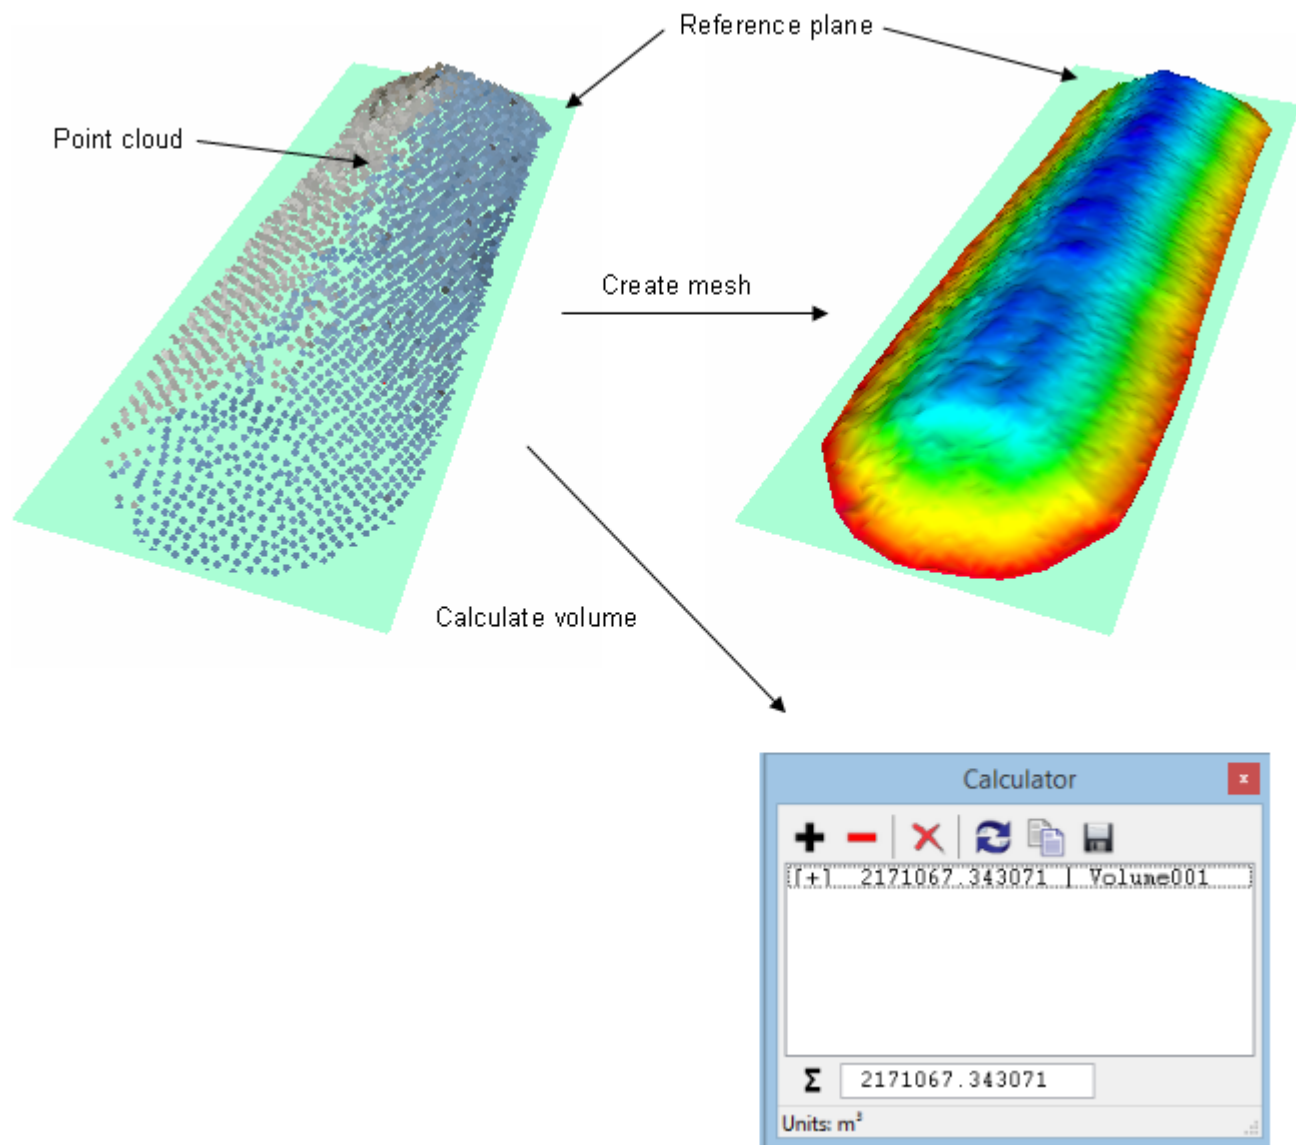 Reference plane
Point cloud
Create mesh
Calculate volume
Calculator
x
[+] 2171067.343071 | Volume001
Σ 2171067.343071
Units: m³